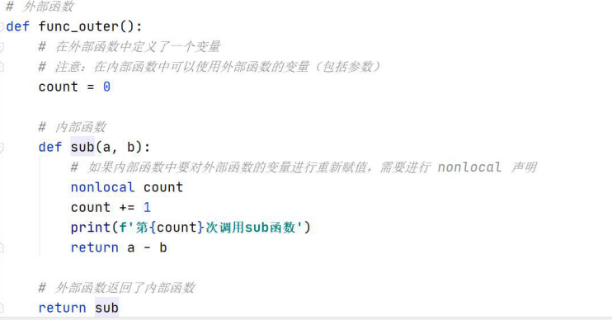 # 外部函数
def func_outer():
    # 在外部函数中定义了一个变量
    # 注意：在内部函数中可以使用外部函数的变量（包括参数）
    count = 0
    # 内部函数
    def sub(a, b):
        # 如果内部函数中要对外部函数的变量进行重新赋值，需要进行 nonlocal 声明
        nonlocal count
        count += 1
        print(f'第{count}次调用sub函数')
        return a - b
    # 外部函数返回了内部函数
    return sub